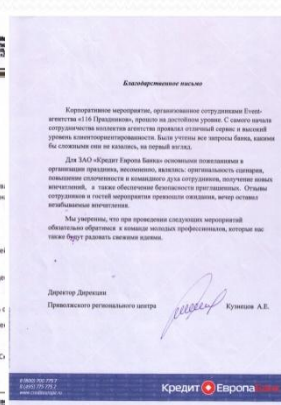 Благодарственное письмо
Корпоративное мероприятие, организованное сотрудниками Event-
агентства «116 Праздников», прошло на достойном уровне. С самого начала
сотрудничества коллектив агентства проявил отличный сервис и высокий
уровень клиентоориентированности. Были учтены все запросы банка, какими
бы сложными они не казались, на первый взгляд.
Для ЗАО «Кредит Европа Банка» основными пожеланиями в
организации праздника, несомненно, являлись: оригинальность сценария,
повышение сплоченности и командного духа сотрудников, получение новых
впечатлений, а также обеспечение безопасности приглашенных. Отзывы
сотрудников и гостей мероприятия превзошли ожидания, вечер оставил
незабываемые впечатления.
Мы уверенны, что при проведении следующих мероприятий
обязательно обратимся к команде молодых профессионалов, которые нас
также будут радовать свежими идеями.
Директор Дирекции
Приволжского регионального центра
Кузнецов А.Е.
Кредит Европа Банк